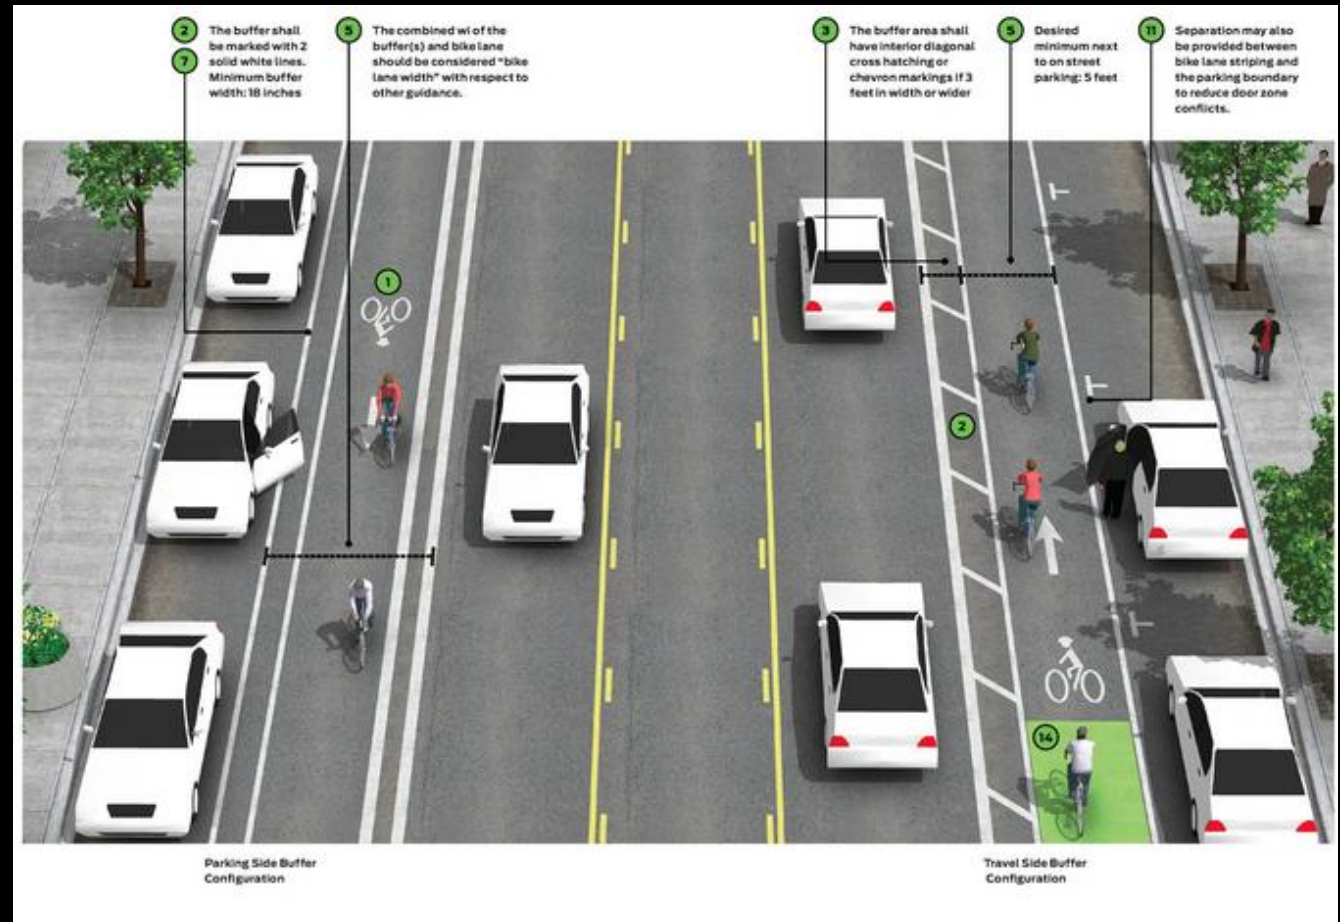 2
7
The buffer shall
be marked with 2
solid white lines.
Minimum buffer
width: 18 inches
5
The combined wi of the
buffer(s) and bike lane
should be considered “bike
lane width” with respect to
other guidance.
3
The buffer area shall
have interior diagonal
cross hatching or
chevron markings if 3
feet in width or wider
5
Desired
minimum next
to on street
parking: 5 feet
11
Separation may also
be provided between
bike lane striping and
the parking boundary
to reduce door zone
conflicts.
1
2
14
Parking Side Buffer
Configuration
Travel Side Buffer
Configuration